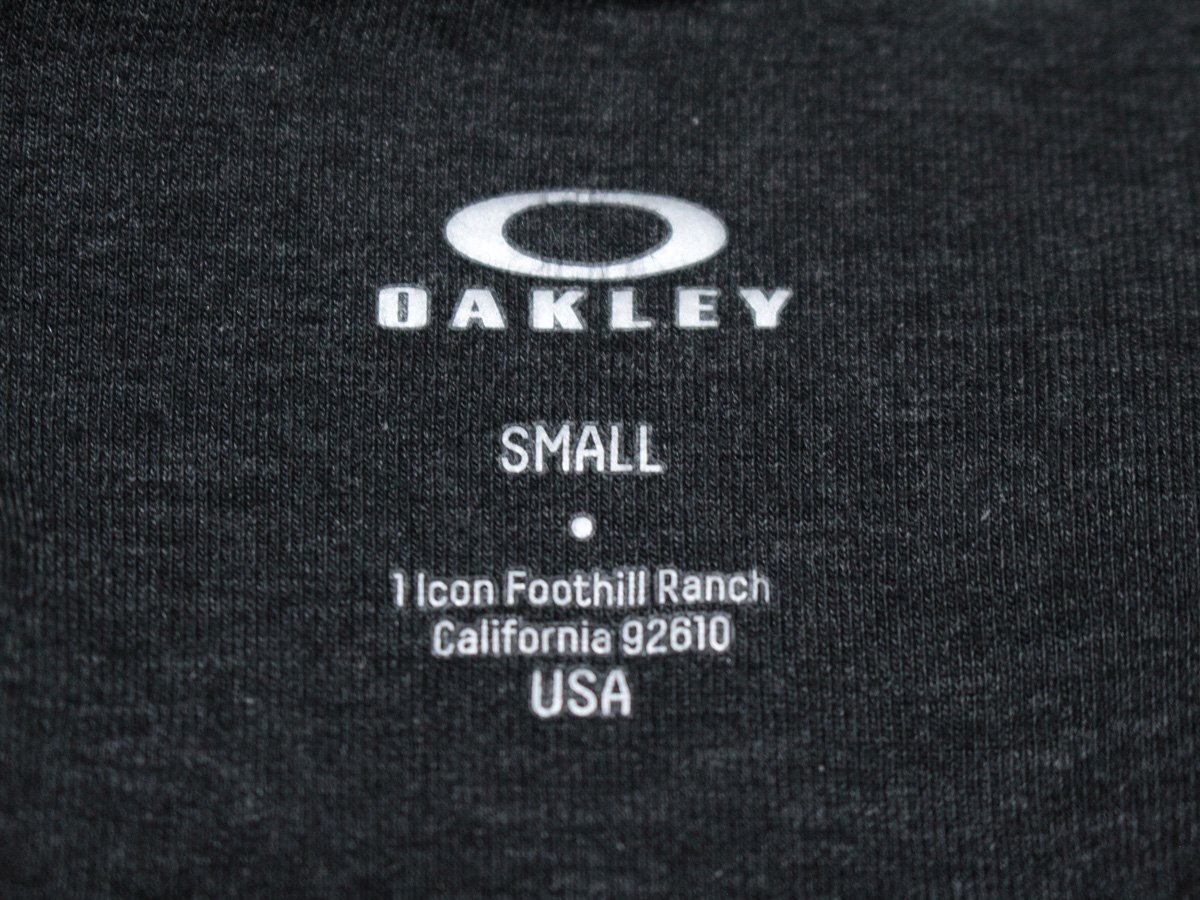 OAKLEY
SMALL
1 Icon Foothill Ranch
California 92610
USA